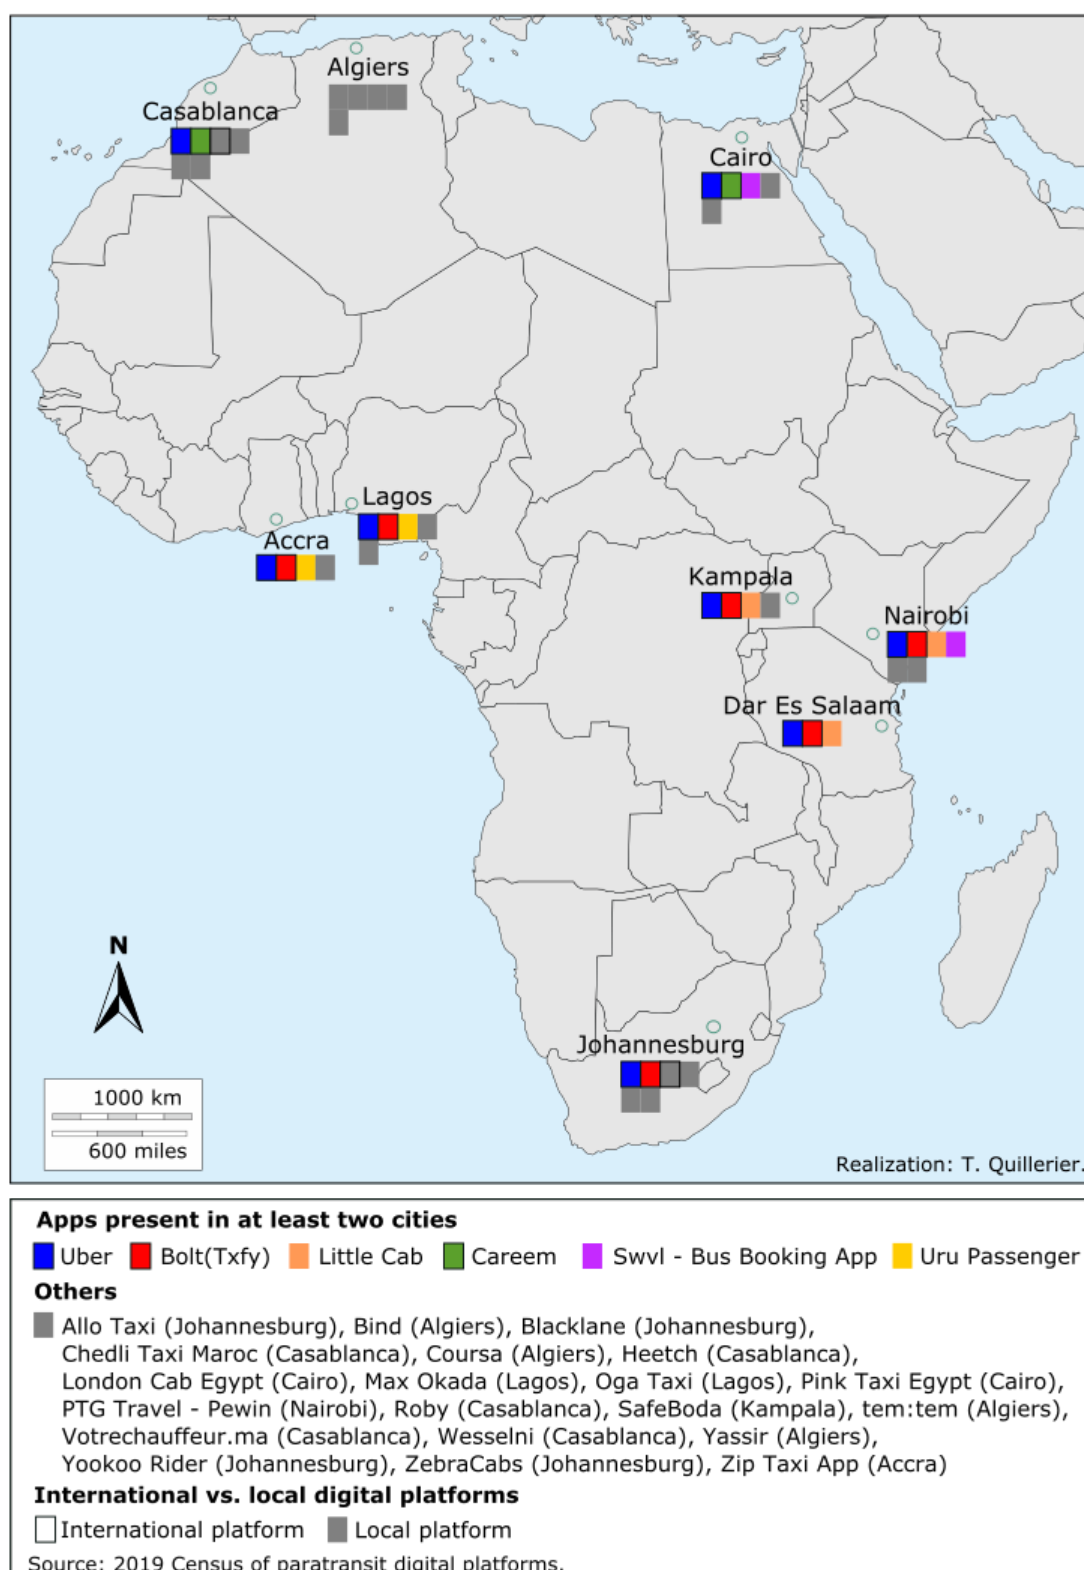 Algiers
Casablanca
Cairo
Lagos
Accra
Kampala
Nairobi
Dar Es Salaam
N
Johannesburg
1000 km
600 miles
Realization: T. Quillerier.
Apps present in at least two cities
Uber Bolt(Txfy) Little Cab Careem Swvl - Bus Booking App Uru Passenger
Others
Allo Taxi (Johannesburg), Bind (Algiers), Blacklane (Johannesburg),
Chedli Taxi Maroc (Casablanca), Coursa (Algiers), Heetch (Casablanca),
London Cab Egypt (Cairo), Max Okada (Lagos), Oga Taxi (Lagos), Pink Taxi Egypt (Cairo),
PTG Travel - Pewin (Nairobi), Roby (Casablanca), SafeBoda (Kampala), tem:tem (Algiers),
Votrechauffeur.ma (Casablanca), Wesselni (Casablanca), Yassir (Algiers),
Yookoo Rider (Johannesburg), ZebraCabs (Johannesburg), Zip Taxi App (Accra)
International vs. local digital platforms
International platform Local platform
Source: 2019 Census of paratransit digital platforms.